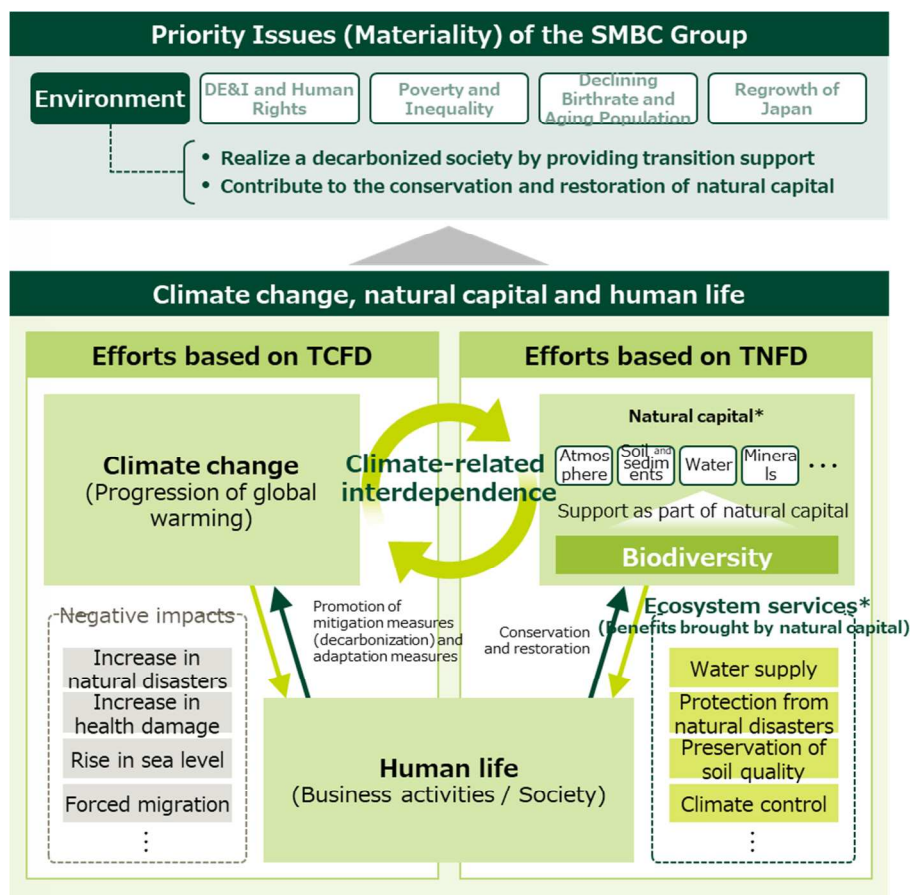 Priority Issues (Materiality) of the SMBC Group
Environment
DE&I and Human
Rights
Poverty and
Inequality
Declining
Birthrate and
Aging Population
Regrowth of
Japan
• Realize a decarbonized society by providing transition support
• Contribute to the conservation and restoration of natural capital
Climate change, natural capital and human life
Efforts based on TCFD
Efforts based on TNFD
Climate change
(Progression of global
warming)
Climate-related
interdependence
Natural capital*
Atmos
phere
Soil and
sedim
ents
Water
Minera
ls
...
Support as part of natural capital
Biodiversity
Negative impacts
Increase in
natural disasters
Increase in
health damage
Rise in sea level
Forced migration
⋮
Promotion of
mitigation measures
(decarbonization) and
adaptation measures
Conservation
and restoration
Ecosystem services*
(Benefits brought by natural capital)
Water supply
Protection from
natural disasters
Preservation of
soil quality
Climate control
⋮
Human life
(Business activities / Society)